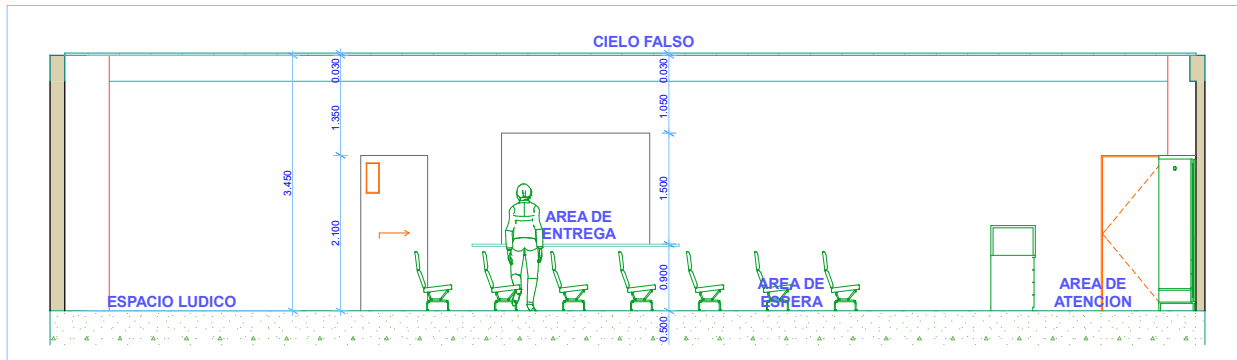 CIELO FALSO
0.030
0.030
1.350
1.050
3.450
1.500
2.100
AREA DE
ENTREGA
0.900
ESPACIO LUDICO
AREA DE
ESPERA
AREA DE
ATENCION
0.500